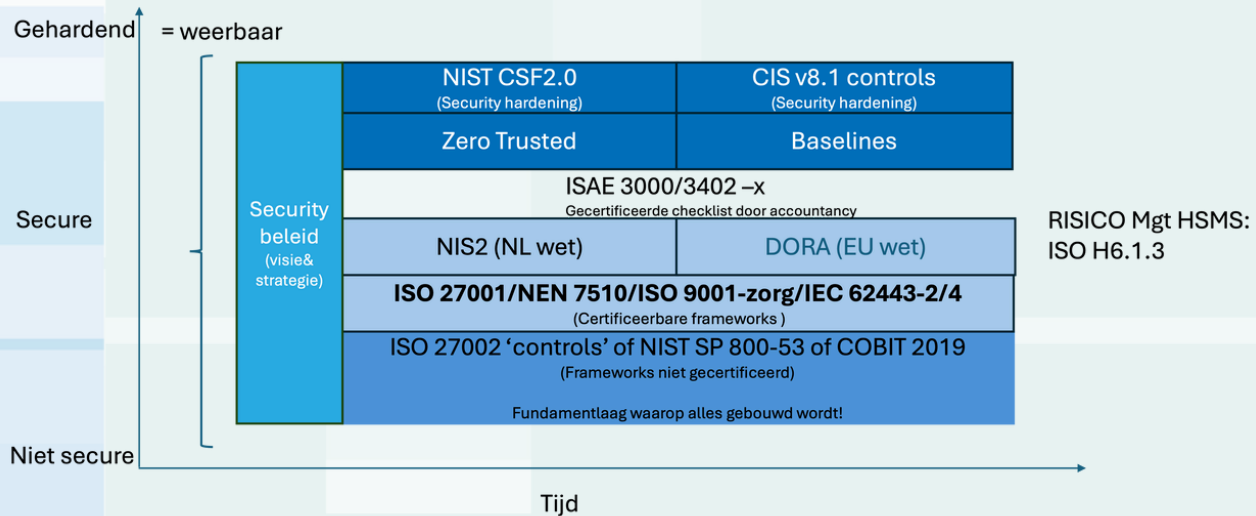 Gehardend
= weerbaar
NIST CSF2.0
(Security hardening)
CIS v8.1 controls
(Security hardening)
Zero Trusted
Baselines
ISAE 3000/3402 –x
Gecertificeerde checklist door accountancy
Secure
Security
beleid
(visie&
strategie)
NIS2 (NL wet)
DORA (EU wet)
RISICO Mgt HSMS:
ISO H6.1.3
ISO 27001/NEN 7510/ISO 9001-zorg/IEC 62443-2/4
(Certificeerbare frameworks )
ISO 27002 ‘controls’ of NIST SP 800-53 of COBIT 2019
(Frameworks niet gecertificeerd)
Fundamentlaag waarop alles gebouwd wordt!
Niet secure
Tijd